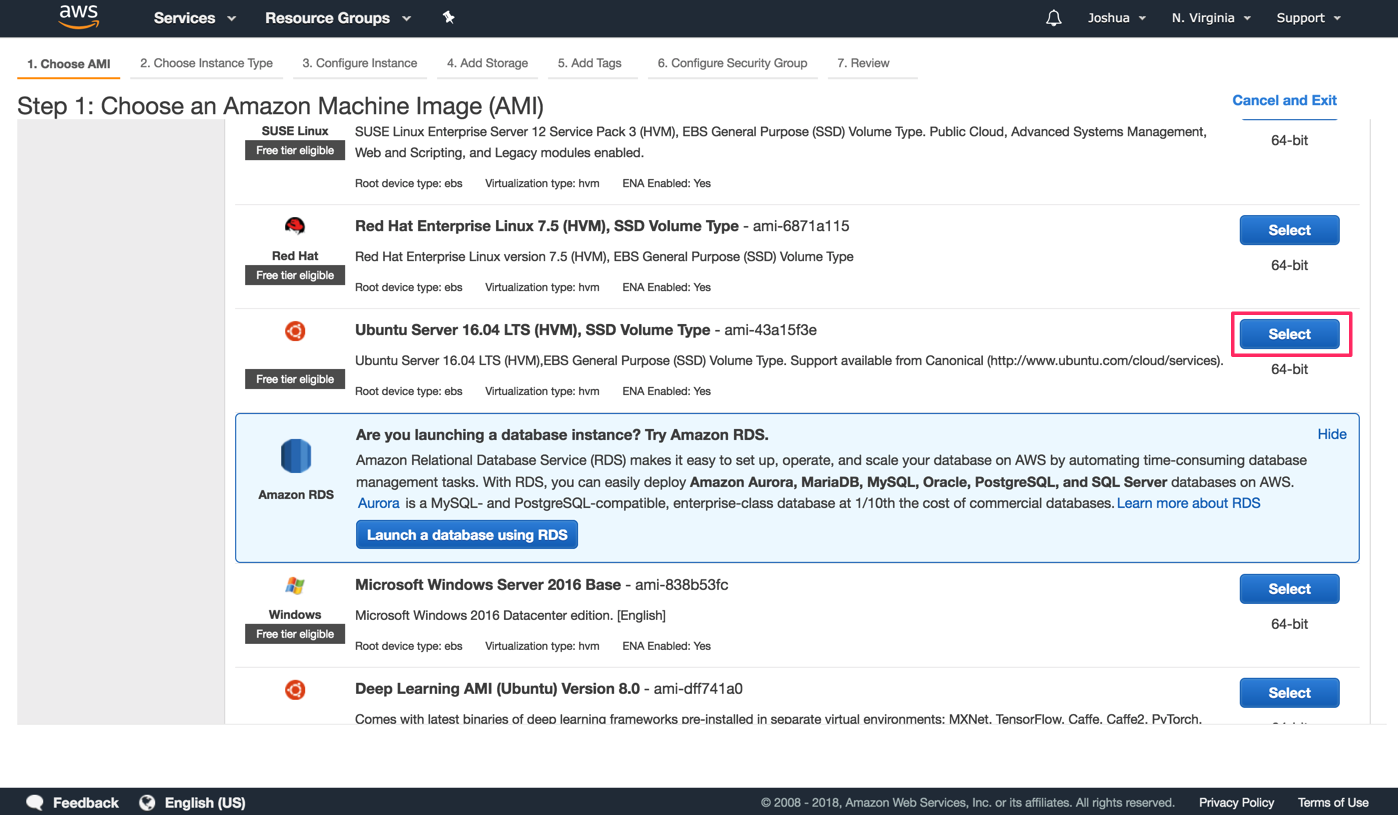 aws
Services
Resource Groups
Joshua
N. Virginia
Support
1. Choose AMI
2. Choose Instance Type
3. Configure Instance
4. Add Storage
5. Add Tags
6. Configure Security Group
7. Review
Step 1: Choose an Amazon Machine Image (AMI)
Cancel and Exit
SUSE Linux
Free tier eligible
SUSE Linux Enterprise Server 12 Service Pack 3 (HVM), EBS General Purpose (SSD) Volume Type. Public Cloud, Advanced Systems Management,
Web and Scripting, and Legacy modules enabled.
Root device type: ebs Virtualization type: hvm ENA Enabled: Yes
64-bit
Red Hat
Free tier eligible
Red Hat Enterprise Linux 7.5 (HVM), SSD Volume Type - ami-6871a115
Red Hat Enterprise Linux version 7.5 (HVM), EBS General Purpose (SSD) Volume Type
Root device type: ebs Virtualization type: hvm ENA Enabled: Yes
Select
64-bit
Free tier eligible
Ubuntu Server 16.04 LTS (HVM), SSD Volume Type - ami-43a15f3e
Ubuntu Server 16.04 LTS (HVM),EBS General Purpose (SSD) Volume Type. Support available from Canonical (http://www.ubuntu.com/cloud/services).
Root device type: ebs Virtualization type: hvm ENA Enabled: Yes
Select
64-bit
Amazon RDS
Are you launching a database instance? Try Amazon RDS.
Hide
Amazon Relational Database Service (RDS) makes it easy to set up, operate, and scale your database on AWS by automating time-consuming database
management tasks. With RDS, you can easily deploy Amazon Aurora, MariaDB, MySQL, Oracle, PostgreSQL, and SQL Server databases on AWS.
Aurora is a MySQL- and PostgreSQL-compatible, enterprise-class database at 1/10th the cost of commercial databases. Learn more about RDS
Launch a database using RDS
Windows
Free tier eligible
Microsoft Windows Server 2016 Base - ami-838b53fc
Microsoft Windows 2016 Datacenter edition. [English]
Root device type: ebs Virtualization type: hvm ENA Enabled: Yes
Select
64-bit
Deep Learning AMI (Ubuntu) Version 8.0 - ami-dff741a0
Comes with latest binaries of deep learning frameworks pre-installed in separate virtual environments: MXNet, TensorFlow, Caffe, Caffe2, PyTorch,
Select
Feedback
English (US)
© 2008 - 2018, Amazon Web Services, Inc. or its affiliates. All rights reserved.
Privacy Policy
Terms of Use